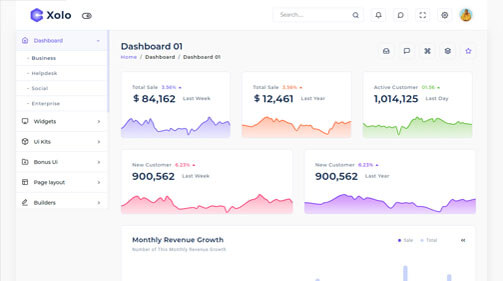 Xolo
Search...
Dashboard
- Business
- Helpdesk
- Social
- Enterprise
Widgets
Ui Kits
Bonus Ui
Page layout
Builders
Dashboard 01
Home / Dashboard / Dashboard 01
Total Sale 3.56%
$ 84,162 Last Week
Total Sale 3.56%
$ 12,461 Last Year
Active Customer 01.36
1,014,125 Last Day
New Customer 6.23%
900,562 Last Week
New Customer 6.23%
900,562 Last Year
Monthly Revenue Growth
Number of This Monthly Revenue Growth
Sale Total